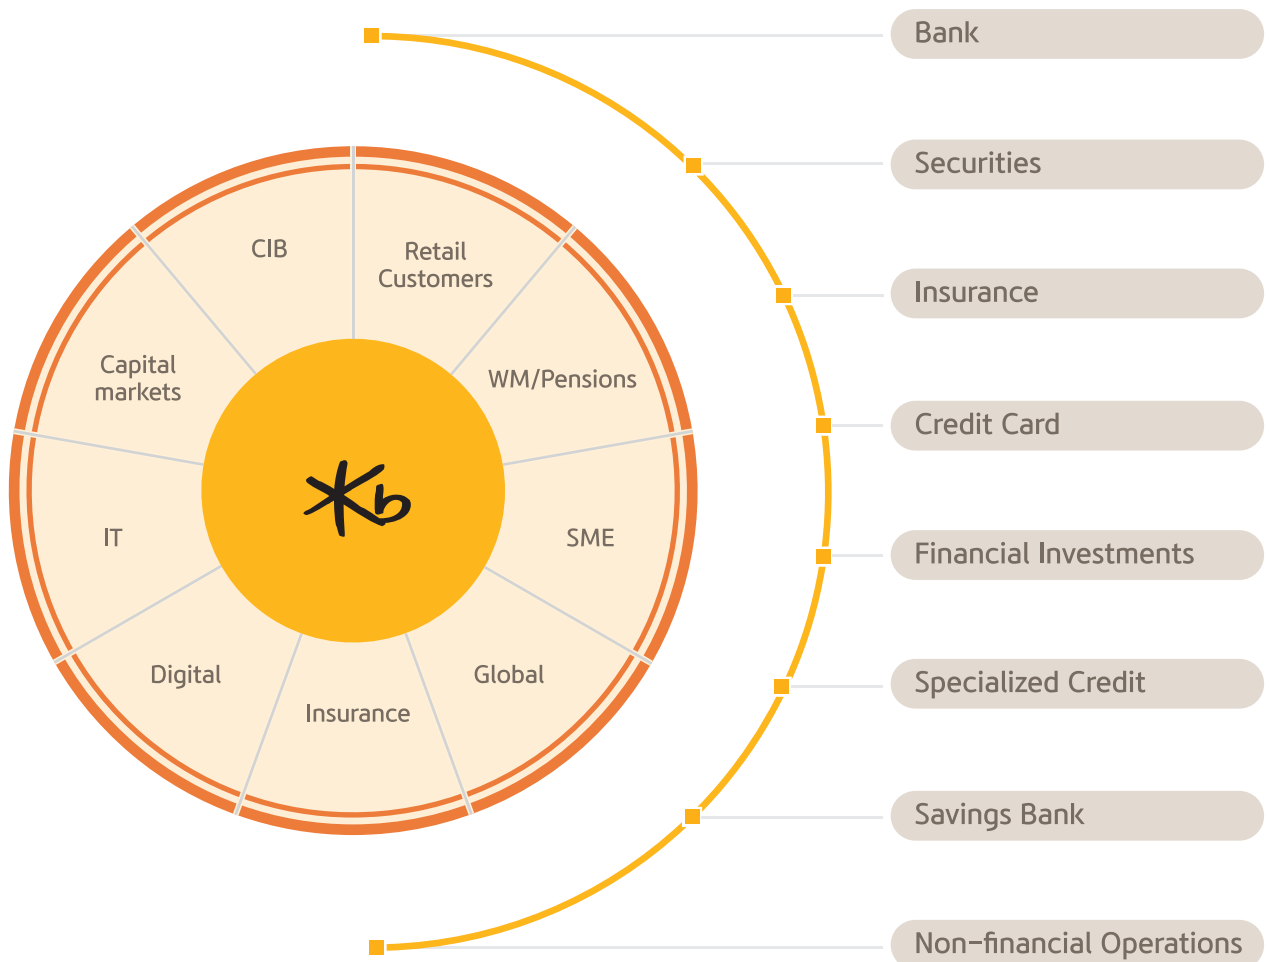 Bank
Securities
Insurance
Credit Card
Financial Investments
Specialized Credit
Savings Bank
Non-financial Operations
CIB
Retail
Customers
Capital
markets
WM/Pensions
IT
Kb
SME
Digital
Global
Insurance